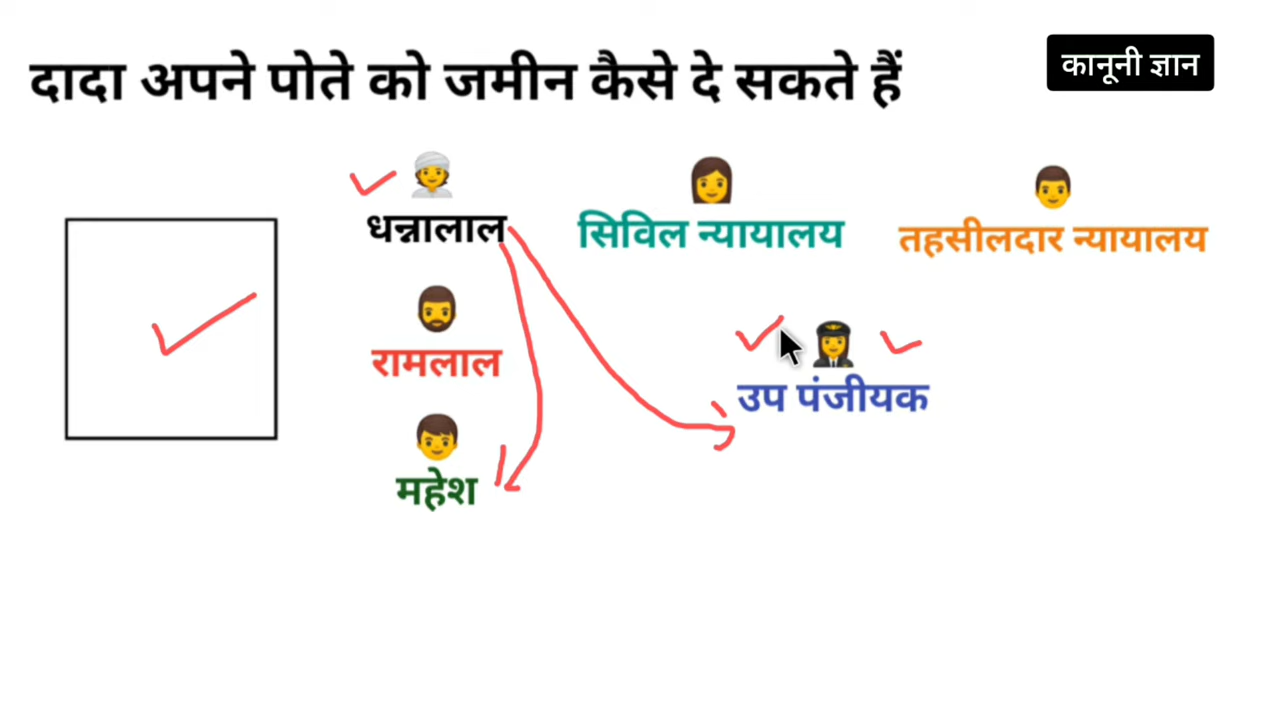 दादा अपने पोते को जमीन कैसे दे सकते हैं
कानूनी ज्ञान
धन्नालाल
सिविल न्यायालय
तहसीलदार न्यायालय
रामलाल
उप पंजीयक
महेश